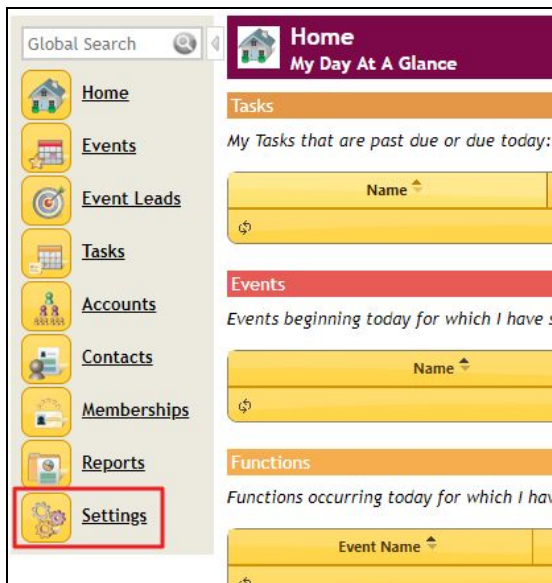 Global Search
Home
Events
Event Leads
Tasks
Accounts
Contacts
Memberships
Reports
Settings
Home
My Day At A Glance
Tasks
My Tasks that are past due or due today:
Name
Events
Events beginning today for which I have
Name
Functions
Functions occurring today for which I
Event Name